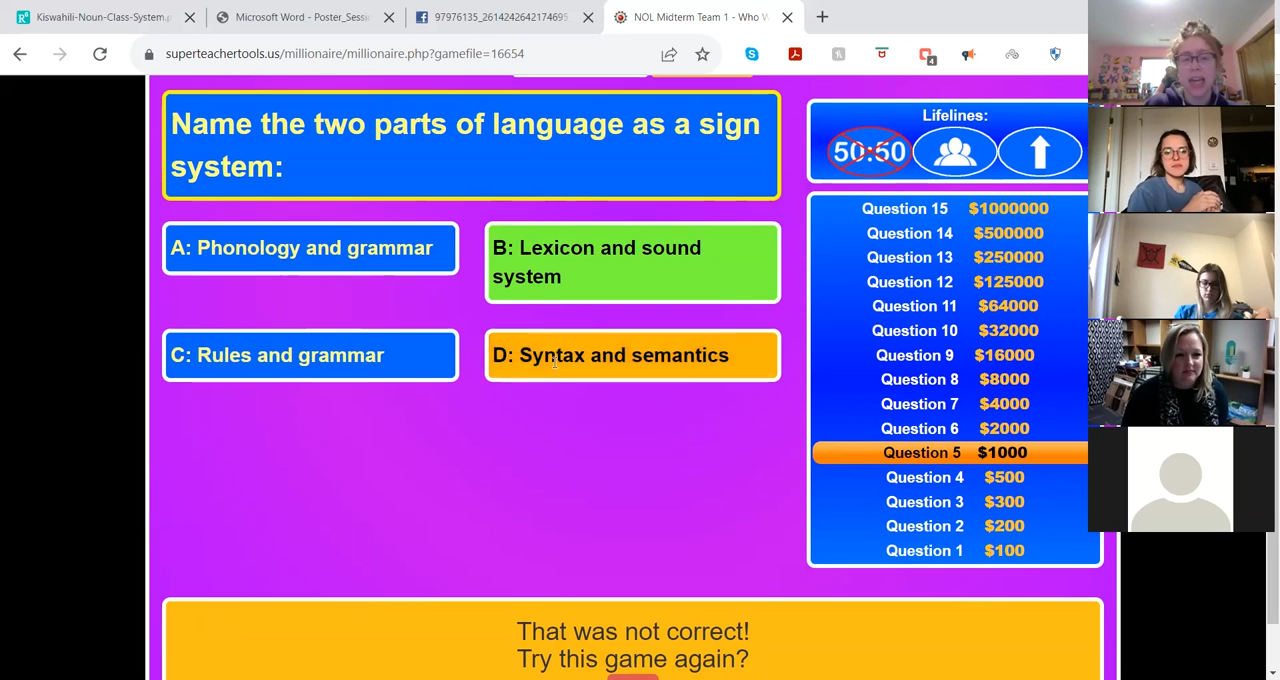 Kiswahili-Noun-Class-System.p
Microsoft Word - Poster_Sessi
97976135_2614242642174695
NOL Midterm Team 1 - Who W
superteachertools.us/millionaire/millionaire.php?gamefile=16654
4
Name the two parts of language as a sign
system:
A: Phonology and grammar
B: Lexicon and sound
system
C: Rules and grammar
D: Syntax and semantics
Lifelines:
50:50
Question 15 $1000000
Question 14 $500000
Question 13 $250000
Question 12 $125000
Question 11 $64000
Question 10 $32000
Question 9 $16000
Question 8 $8000
Question 7 $4000
Question 6 $2000
Question 5 $1000
Question 4 $500
Question 3 $300
Question 2 $200
Question 1 $100
That was not correct!
Try this game again?